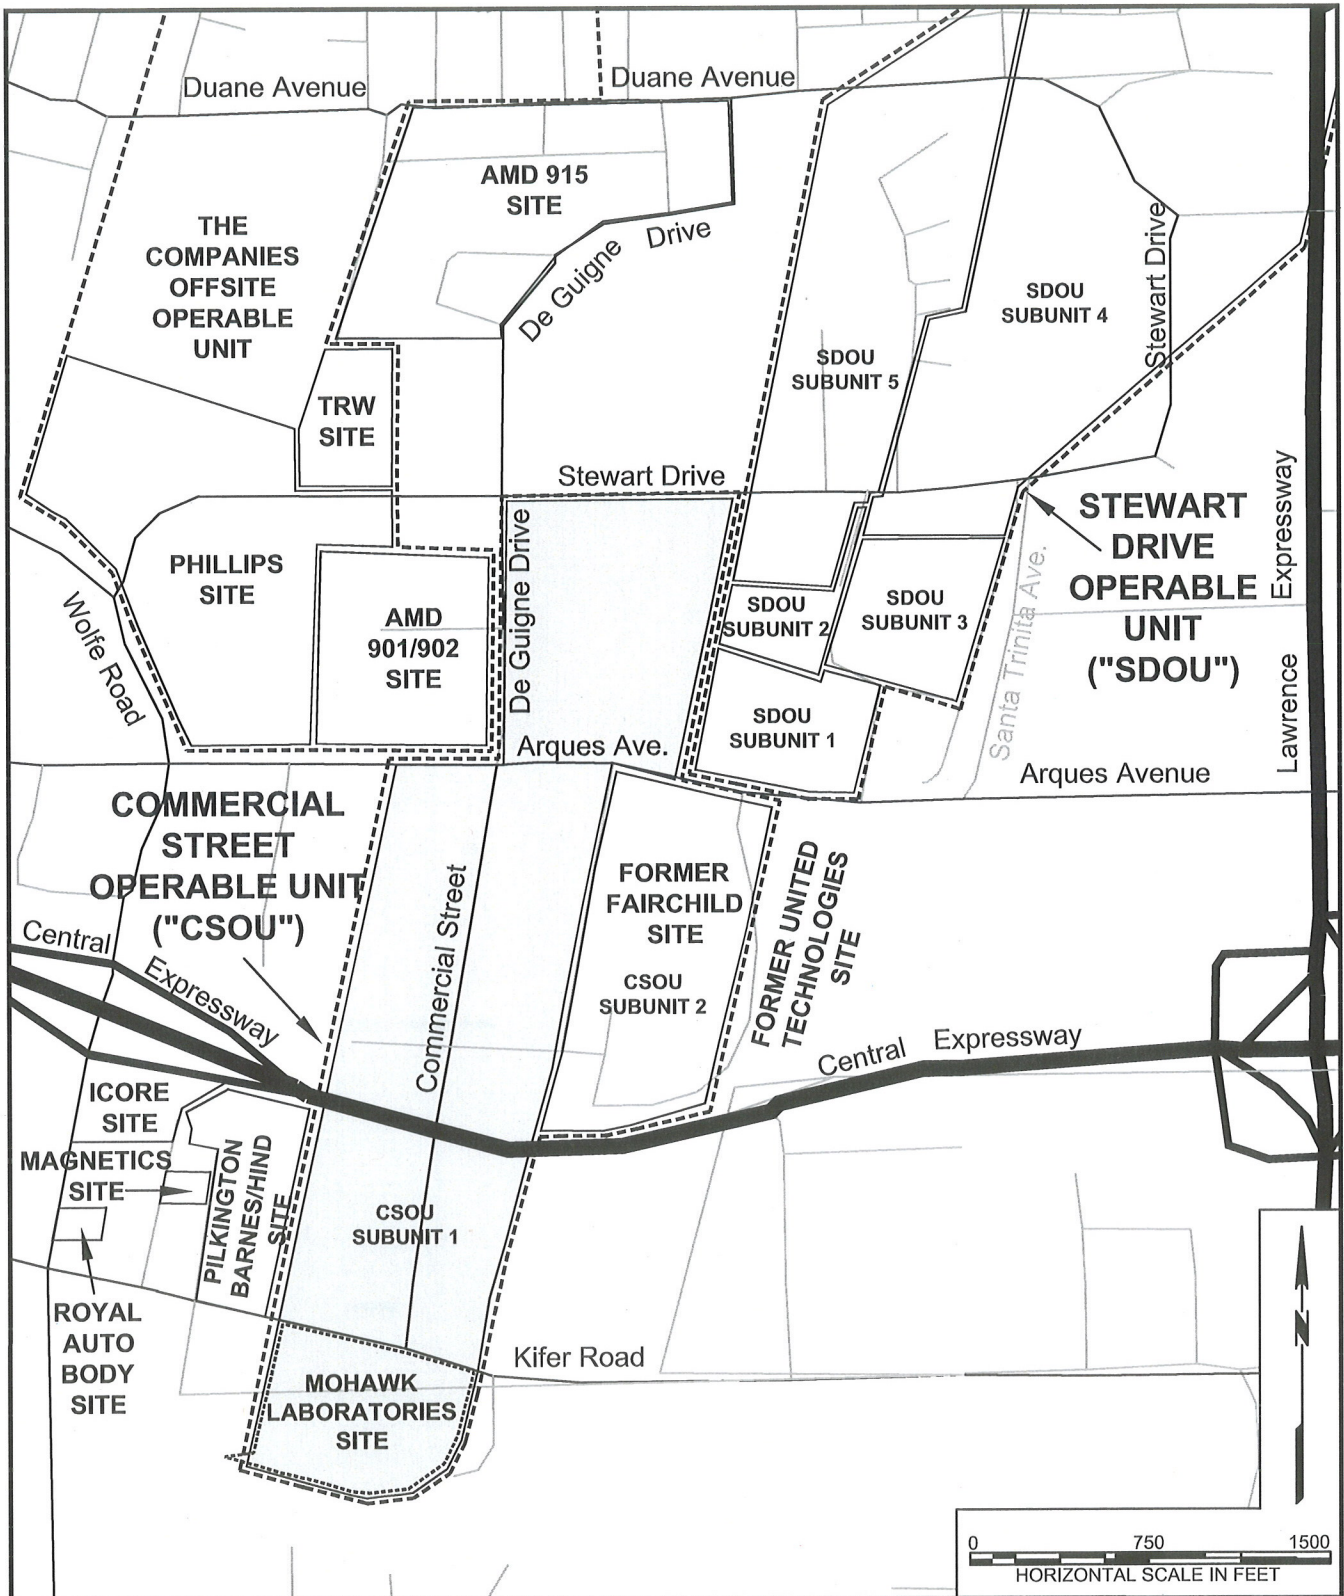 Duane Avenue
Duane Avenue
AMD 915
SITE
THE
COMPANIES
OFFSITE
OPERABLE
UNIT
De Guigne Drive
Stewart Drive
SDOU
SUBUNIT 4
SDOU
SUBUNIT 5
TRW
SITE
Stewart Drive
STEWART
DRIVE
OPERABLE
UNIT
("SDOU")
Lawrence Expressway
PHILLIPS
SITE
De Guigne Drive
AMD
901/902
SITE
SDOU
SUBUNIT 2
SDOU
SUBUNIT 3
Santa Trinita Ave.
Wolfe Road
SDOU
SUBUNIT 1
Arques Ave.
Arques Avenue
COMMERCIAL
STREET
OPERABLE UNIT
("CSOU")
Commercial Street
FORMER
FAIRCHILD
SITE
CSOU
SUBUNIT 2
FORMER UNITED
TECHNOLOGIES
SITE
Central Expressway
Central Expressway
ICORE
SITE
MAGNETICS
SITE
PILKINGTON
BARNES/HIND
SITE
CSOU
SUBUNIT 1
ROYAL
AUTO
BODY
SITE
Kifer Road
MOHAWK
LABORATORIES
SITE
N
0 750 1500
HORIZONTAL SCALE IN FEET